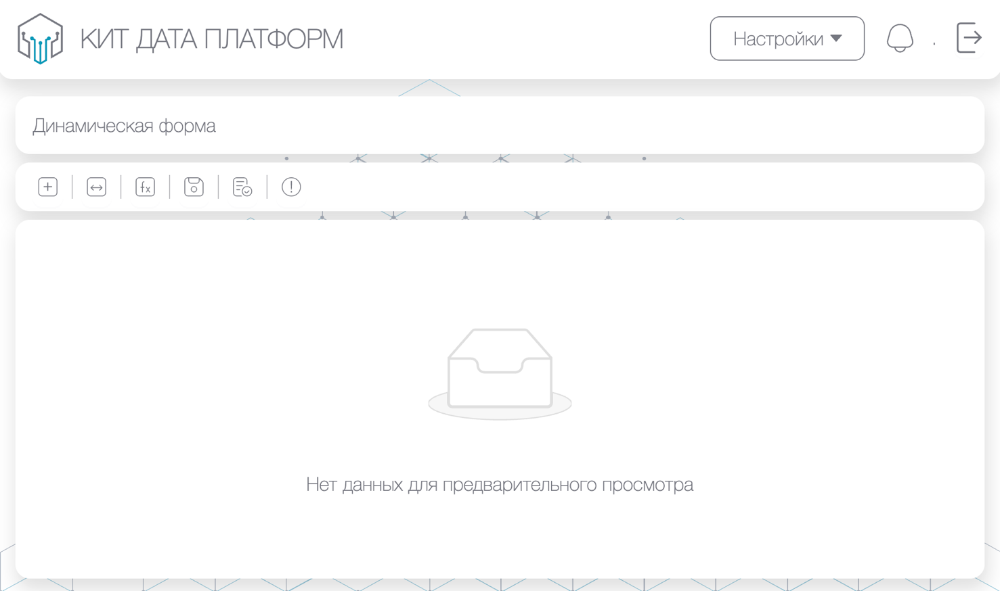 КИТ ДАТА ПЛАТФОРМ
Настройки
Динамическая форма
fx
Нет данных для предварительного просмотра